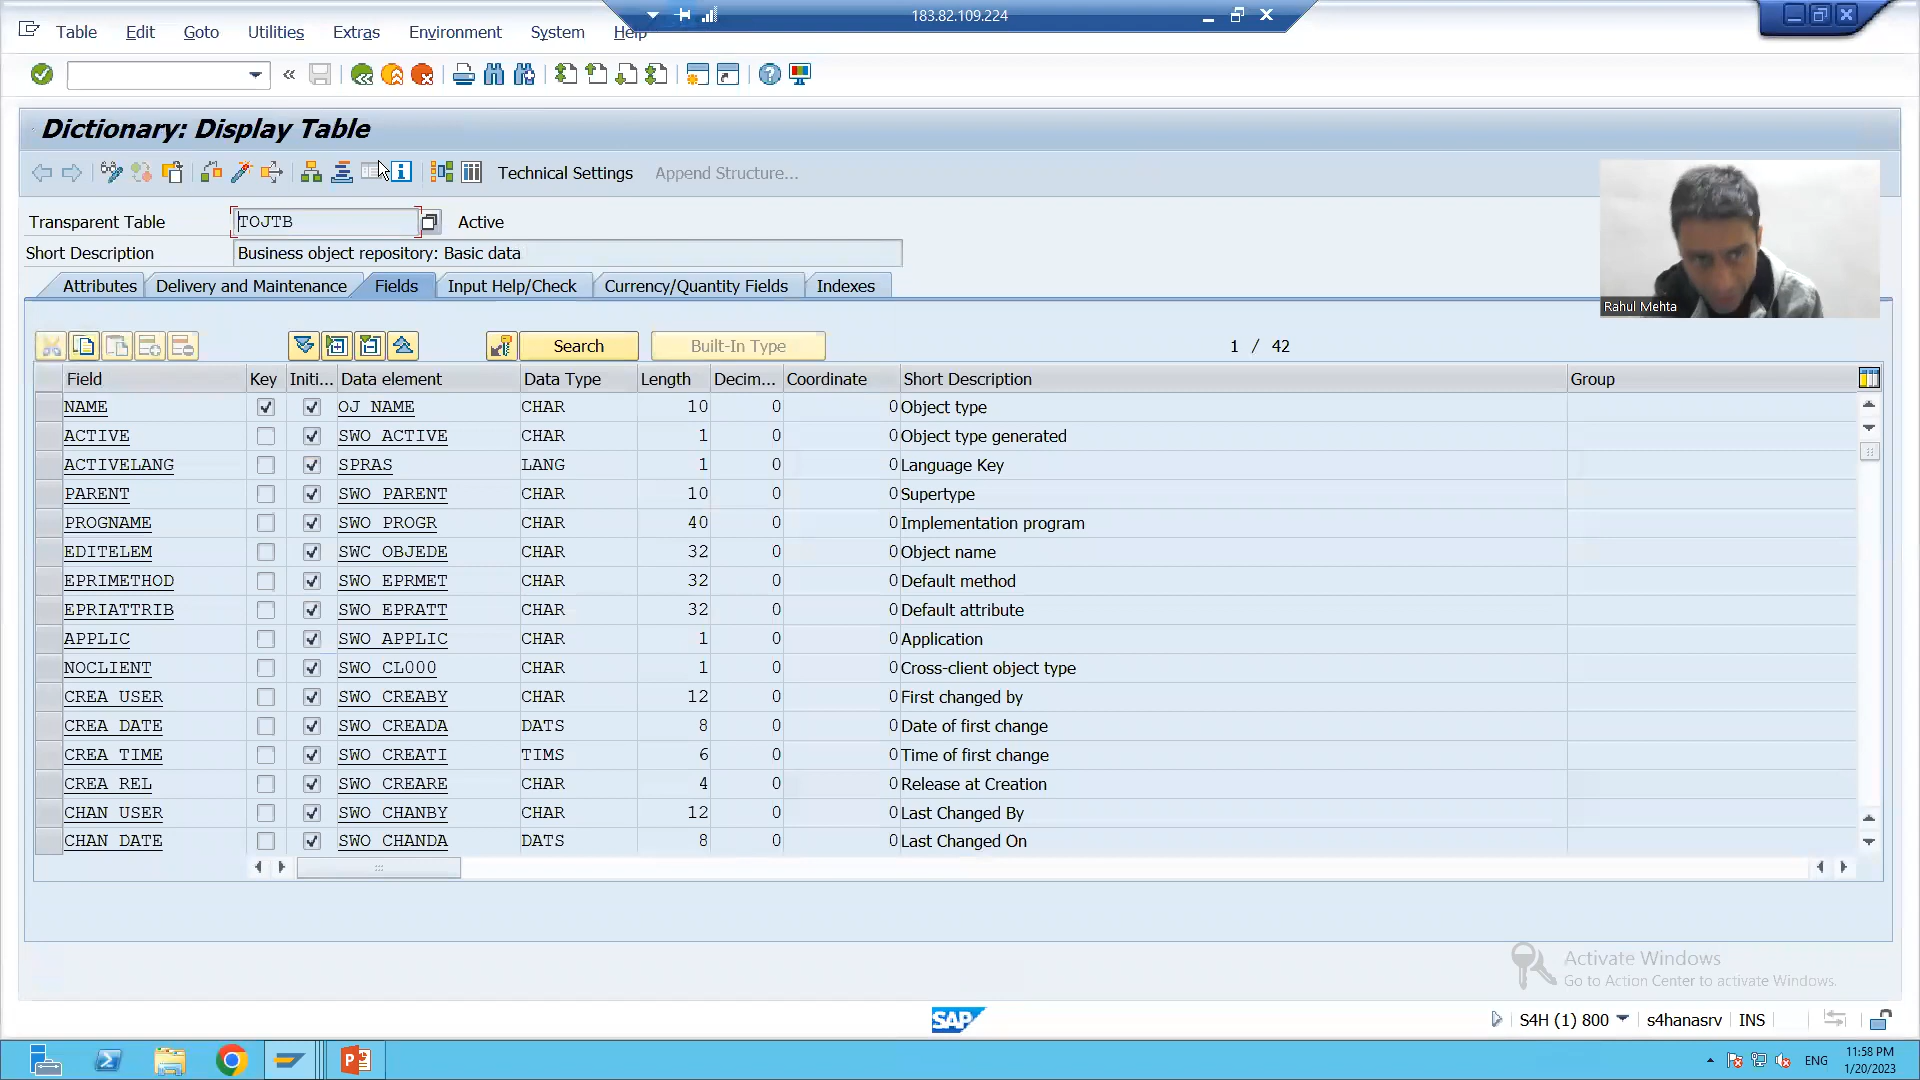 183.82.109.224
Table Edit Goto Utilities Extras Environment System Help
Dictionary: Display Table
Technical Settings Append Structure...
Transparent Table TOJTB Active
Short Description Business object repository: Basic data
Attributes Delivery and Maintenance Fields Input Help/Check Currency/Quantity Fields Indexes
Rahul Mehta
Search Built-In Type 1 / 42
Field Key Initi... Data element Data Type Length Decim... Coordinate Short Description Group
NAME OJ_NAME CHAR 10 0 0 Object type
ACTIVE SWO_ACTIVE CHAR 1 0 0 Object type generated
ACTIVELANG SPRAS LANG 1 0 0 Language Key
PARENT SWO_PARENT CHAR 10 0 0 Supertype
PROGNAME SWO_PROGR CHAR 40 0 0 Implementation program
EDITELEM SWC_OBJEDE CHAR 32 0 0 Object name
EPRIMETHOD SWO_EPRMET CHAR 32 0 0 Default method
EPRIATTRIB SWO_EPRATT CHAR 32 0 0 Default attribute
APPLIC SWO_APPLIC CHAR 1 0 0 Application
NOCLIENT SWO_CL000 CHAR 1 0 0 Cross-client object type
CREA_USER SWO_CREABY CHAR 12 0 0 First changed by
CREA_DATE SWO_CREADA DATS 8 0 0 Date of first change
CREA_TIME SWO_CREATI TIMS 6 0 0 Time of first change
CREA_REL SWO_CREARE CHAR 4 0 0 Release at Creation
CHAN_USER SWO_CHANBY CHAR 12 0 0 Last Changed By
CHAN_DATE SWO_CHANDA DATS 8 0 0 Last Changed On
Activate Windows
Go to Action Center to activate Windows.
SAP S4H (1) 800 s4hanasrv INS
ENG 11:58 PM
1/20/2023